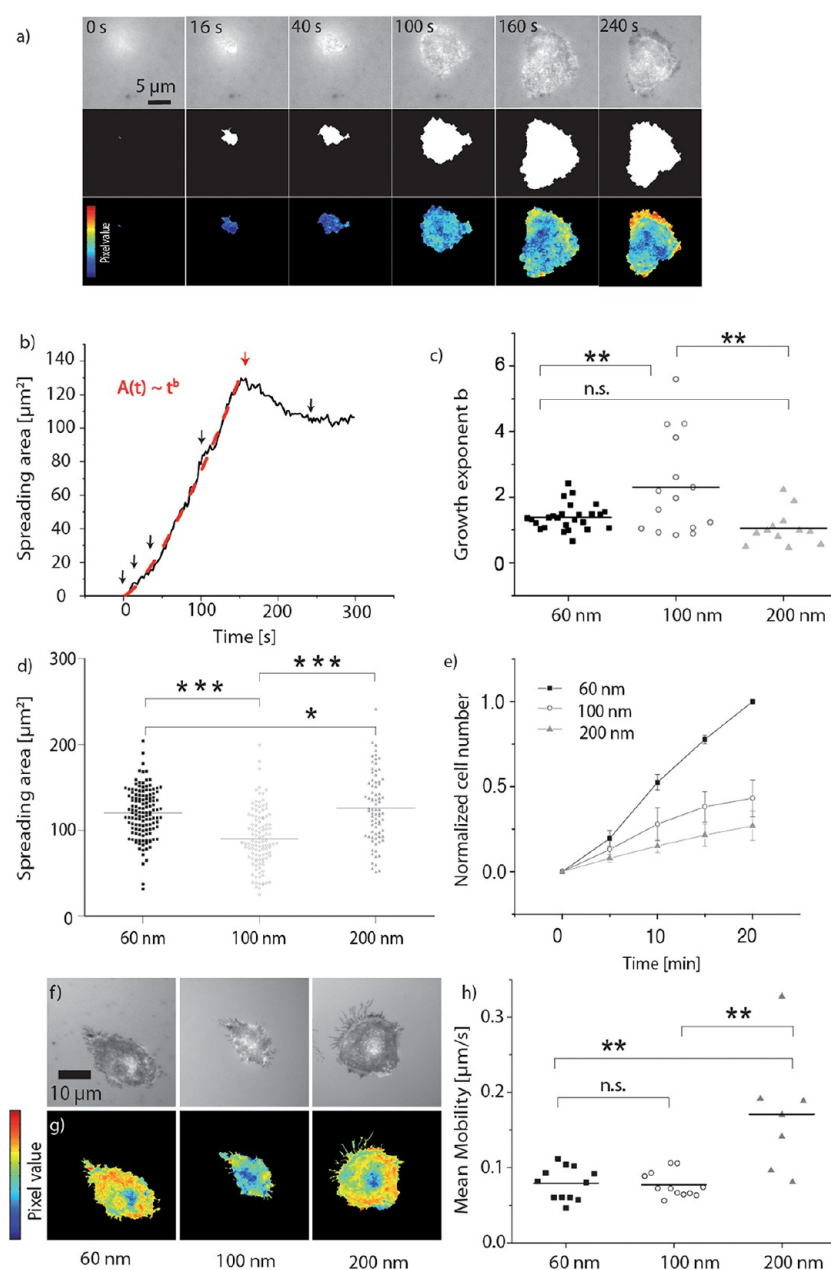 a)
0 s 16 s 40 s 100 s 160 s 240 s
5 µm
Pixel value
b)
A(t) ~ t^b
Spreading area [µm²]
140
120
100
80
60
40
20
0
0 100 200 300
Time [s]
c)
Growth exponent b
6
4
2
0
**
**
n.s.
60 nm 100 nm 200 nm
d)
Spreading area [µm²]
300
200
100
0
***
***
*
60 nm 100 nm 200 nm
e)
60 nm
100 nm
200 nm
Normalized cell number
1.0
0.5
0.0
0 10 20
Time [min]
f)
10 µm
g)
Pixel value
60 nm 100 nm 200 nm
h)
Mean Mobility [µm/s]
0.3
0.2
0.1
0.0
**
**
n.s.
60 nm 100 nm 200 nm